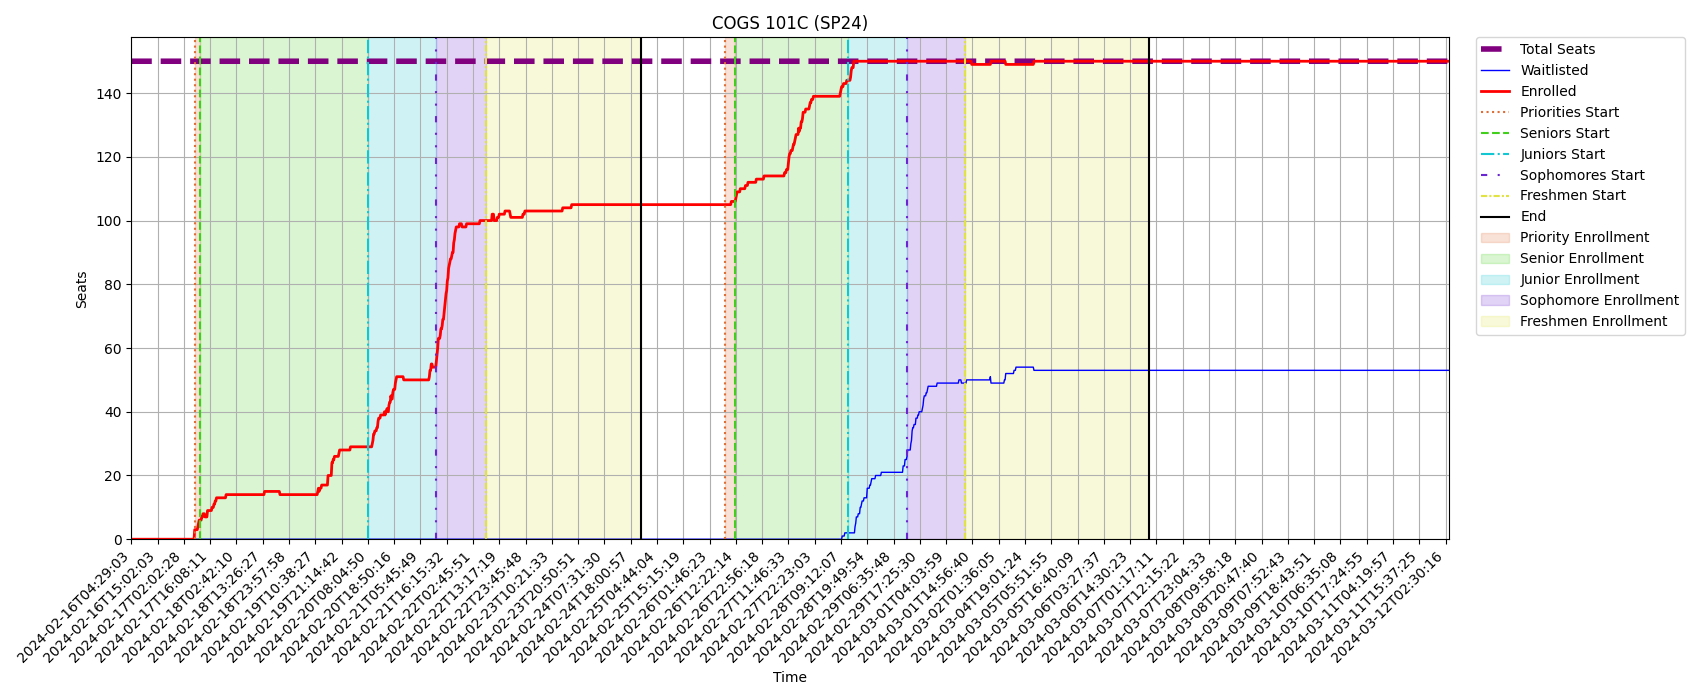 COGS 101C (SP24)
Seats
140
120
100
80
60
40
20
0
2024-02-16T04:29:03
2024-02-16T15:02:03
2024-02-17T02:02:28
2024-02-17T16:08:11
2024-02-18T02:42:16
2024-02-18T13:26:27
2024-02-18T23:57:58
2024-02-19T10:38:27
2024-02-19T21:14:42
2024-02-20T08:04:50
2024-02-20T18:50:16
2024-02-21T05:45:49
2024-02-21T16:15:32
2024-02-22T02:45:51
2024-02-22T13:17:19
2024-02-22T23:45:48
2024-02-23T10:21:33
2024-02-23T20:50:51
2024-02-24T07:31:30
2024-02-24T18:00:57
2024-02-25T04:44:04
2024-02-25T15:15:19
2024-02-26T01:46:23
2024-02-26T12:22:14
2024-02-26T22:56:18
2024-02-27T11:46:33
2024-02-27T22:23:03
2024-02-28T09:12:07
2024-02-28T19:49:54
2024-02-29T06:35:48
2024-02-29T17:25:30
2024-03-01T04:03:59
2024-03-01T14:56:40
2024-03-02T01:36:05
2024-03-04T19:01:24
2024-03-05T05:51:55
2024-03-05T16:40:09
2024-03-06T03:27:37
2024-03-06T14:30:23
2024-03-07T01:17:11
2024-03-07T12:15:22
2024-03-07T23:04:33
2024-03-08T09:58:18
2024-03-08T20:47:40
2024-03-09T07:52:43
2024-03-09T18:43:51
2024-03-10T06:35:08
2024-03-10T17:24:55
2024-03-11T04:19:57
2024-03-11T15:37:25
2024-03-12T02:30:16
Time
Total Seats
Waitlisted
Enrolled
Priorities Start
Seniors Start
Juniors Start
Sophomores Start
Freshmen Start
End
Priority Enrollment
Senior Enrollment
Junior Enrollment
Sophomore Enrollment
Freshmen Enrollment